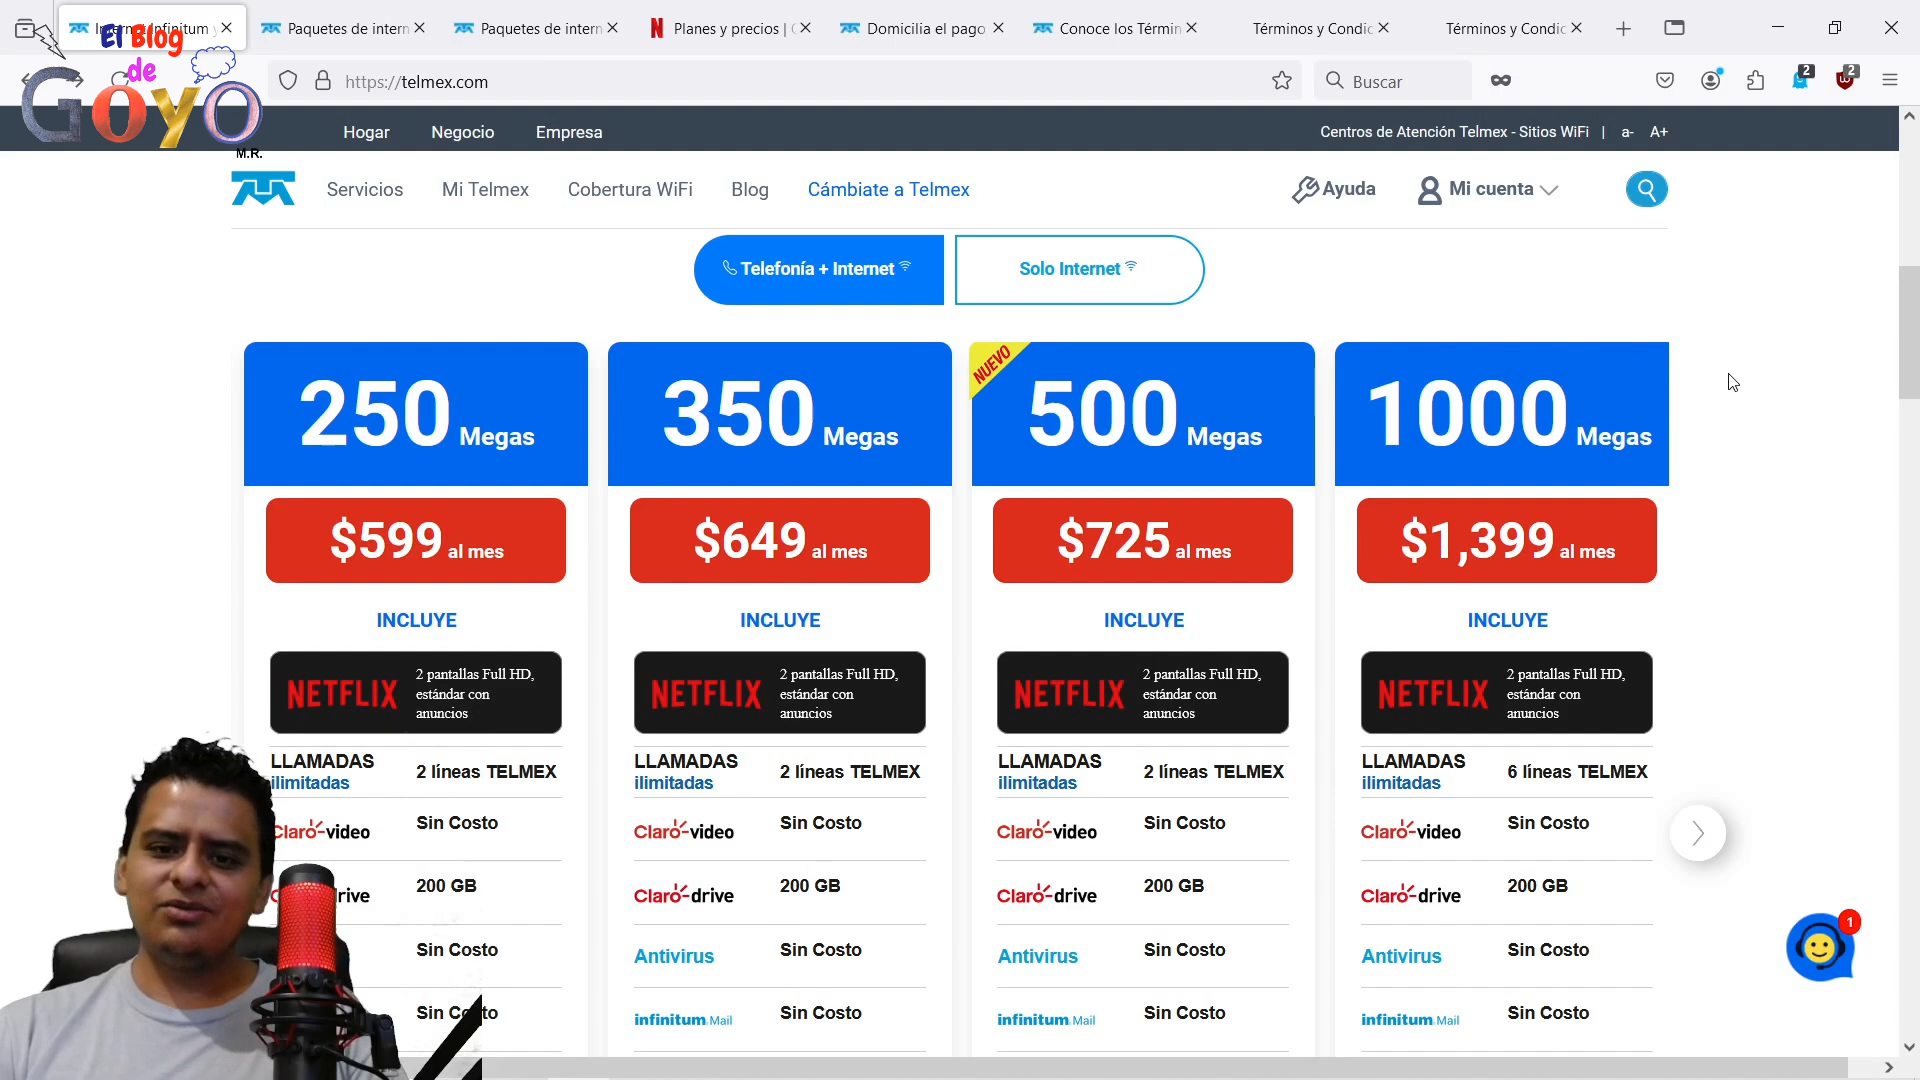 Paquetes de intern
Paquetes de intern
N
Planes y precios |
Domicilia el pago
Conoce los Términ
Términos y Condic
Términos y Condic
El Blog
de
GOYO
M.R.
https://telmex.com
Buscar
2
2
Hogar
Negocio
Empresa
Centros de Atención Telmex - Sitios WiFi | a- A+
Servicios
Mi Telmex
Cobertura WiFi
Blog
Cámbiate a Telmex
Ayuda
Mi cuenta
Telefonía + Internet
Solo Internet
250 Megas
350 Megas
NUEVO
500 Megas
1000 Megas
$599 al mes
$649 al mes
$725 al mes
$1,399 al mes
INCLUYE
INCLUYE
INCLUYE
INCLUYE
NETFLIX
2 pantallas Full HD,
estándar con
anuncios
NETFLIX
2 pantallas Full HD,
estándar con
anuncios
NETFLIX
2 pantallas Full HD,
estándar con
anuncios
NETFLIX
2 pantallas Full HD,
estándar con
anuncios
LLAMADAS
ilimitadas
2 líneas TELMEX
LLAMADAS
ilimitadas
2 líneas TELMEX
LLAMADAS
ilimitadas
2 líneas TELMEX
LLAMADAS
ilimitadas
6 líneas TELMEX
Claro-video
Sin Costo
Claro-video
Sin Costo
Claro-video
Sin Costo
Claro-video
Sin Costo
drive
200 GB
Claro-drive
200 GB
Claro-drive
200 GB
Claro-drive
200 GB
Sin Costo
Antivirus
Sin Costo
Antivirus
Sin Costo
Antivirus
Sin Costo
Sin Costo
infinitum Mail
Sin Costo
infinitum Mail
Sin Costo
infinitum Mail
Sin Costo
1